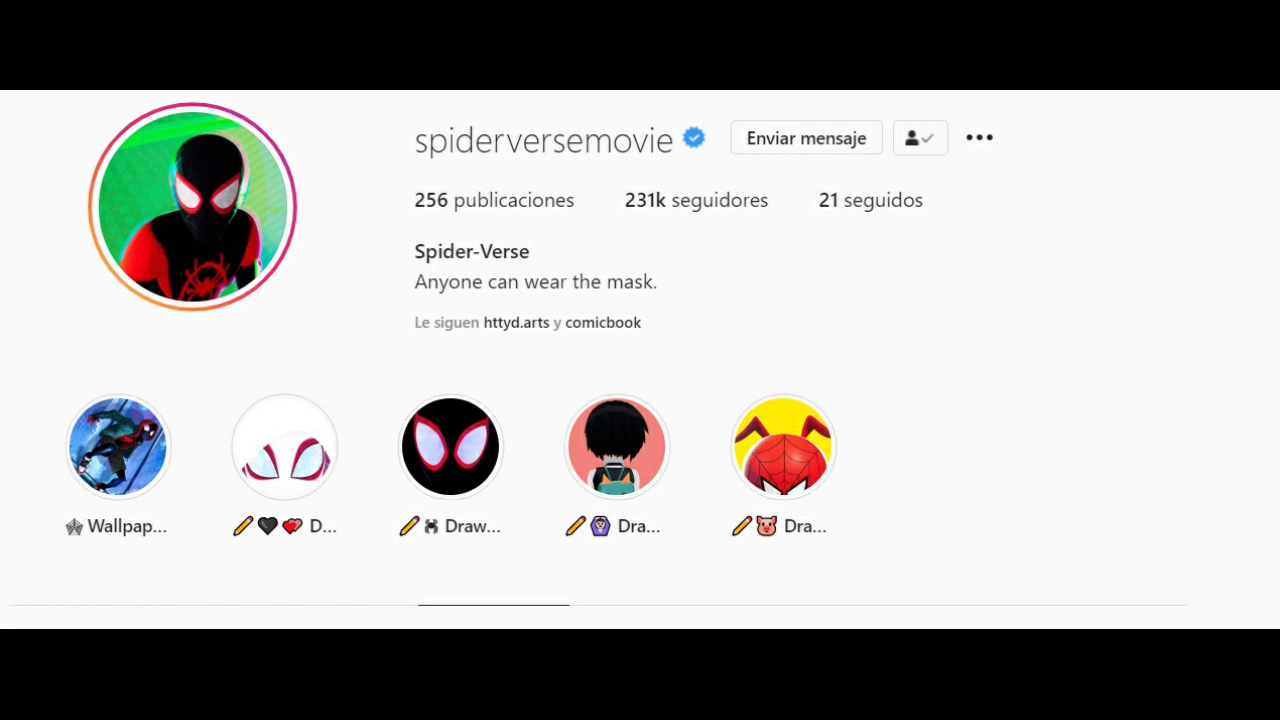 spiderversemovie Enviar mensaje
256 publicaciones 231k seguidores 21 seguidos
Spider-Verse
Anyone can wear the mask.
Le siguen httyd.arts y comicbook
🕸️ Wallpap... ✏️🖤💞 D... ✏️🕷️ Draw... ✏️👩🏻‍🚀 Dra... ✏️🐷 Dra...